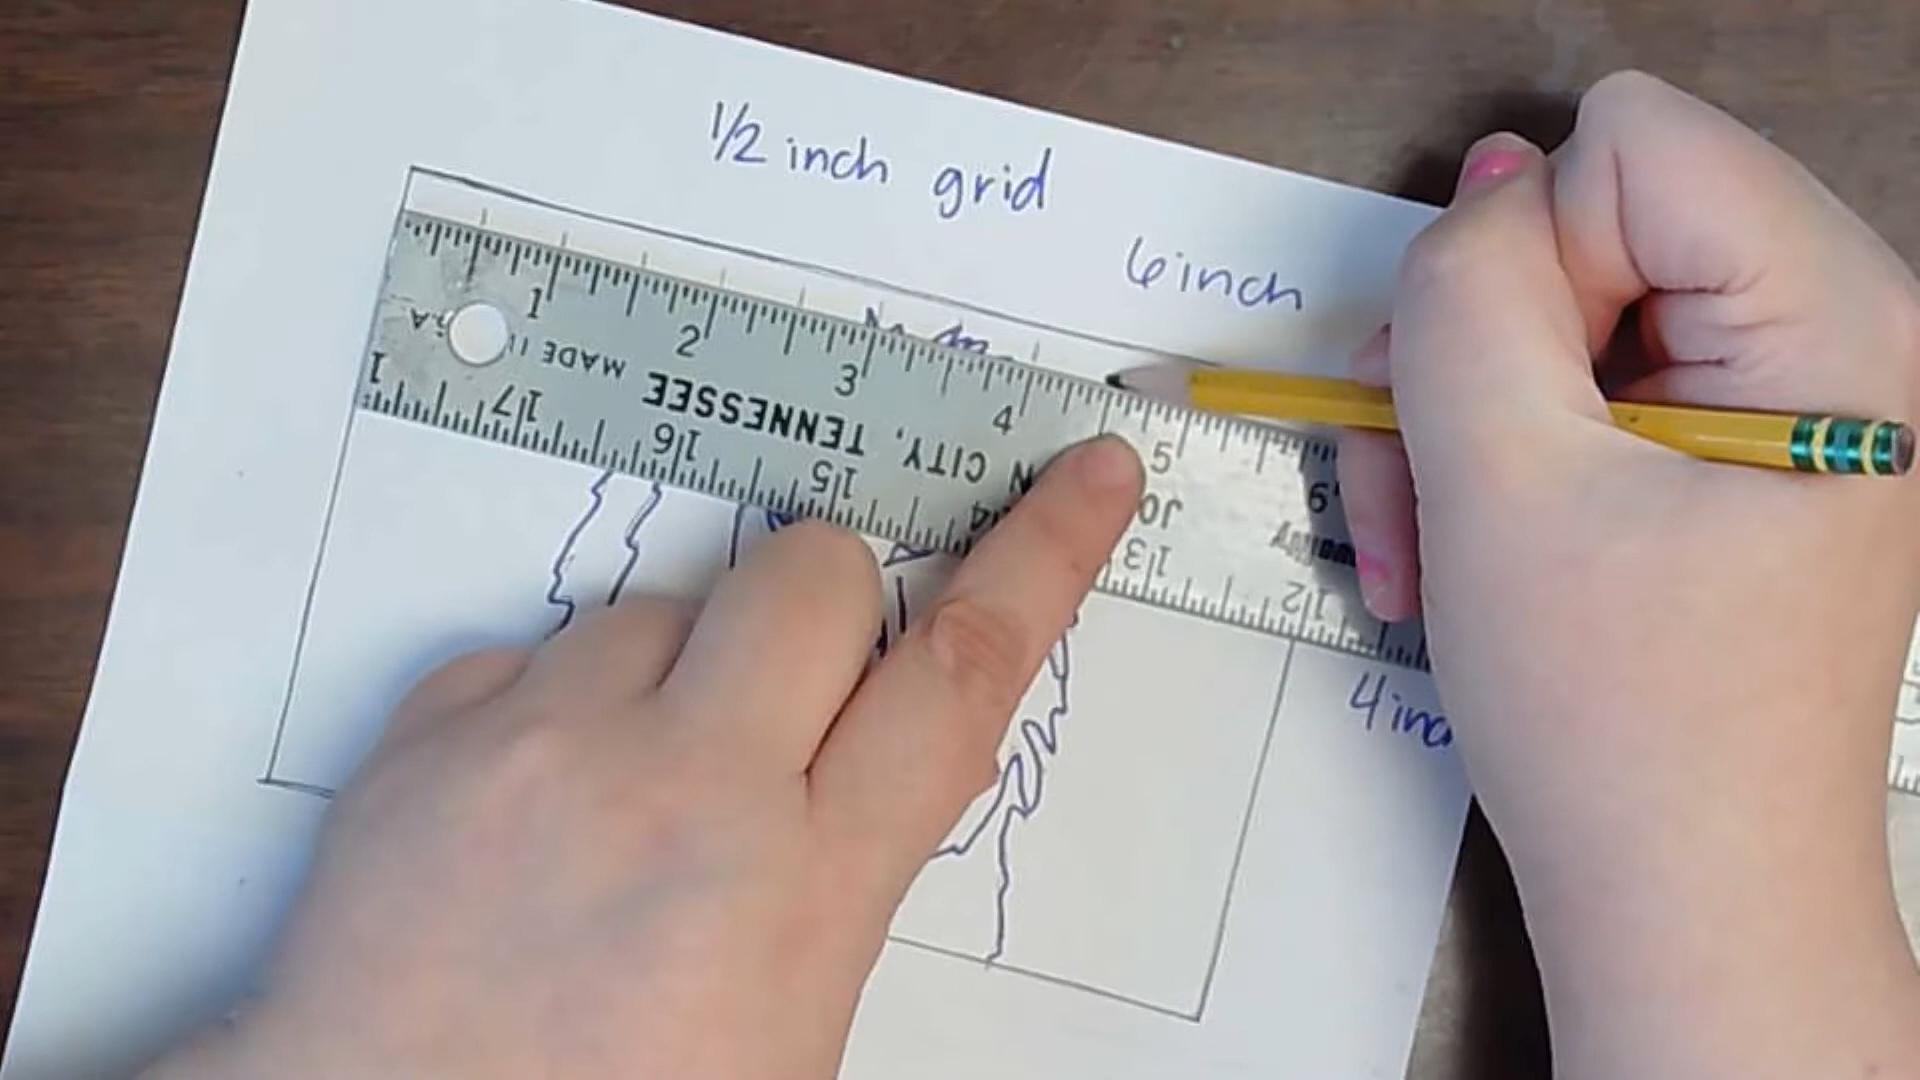 1/2 inch grid
6 inch
1 2 3 4 5 6
MADE
TENNESSEE
CITY,
JO
17 16 15 14 13 12
4 inc